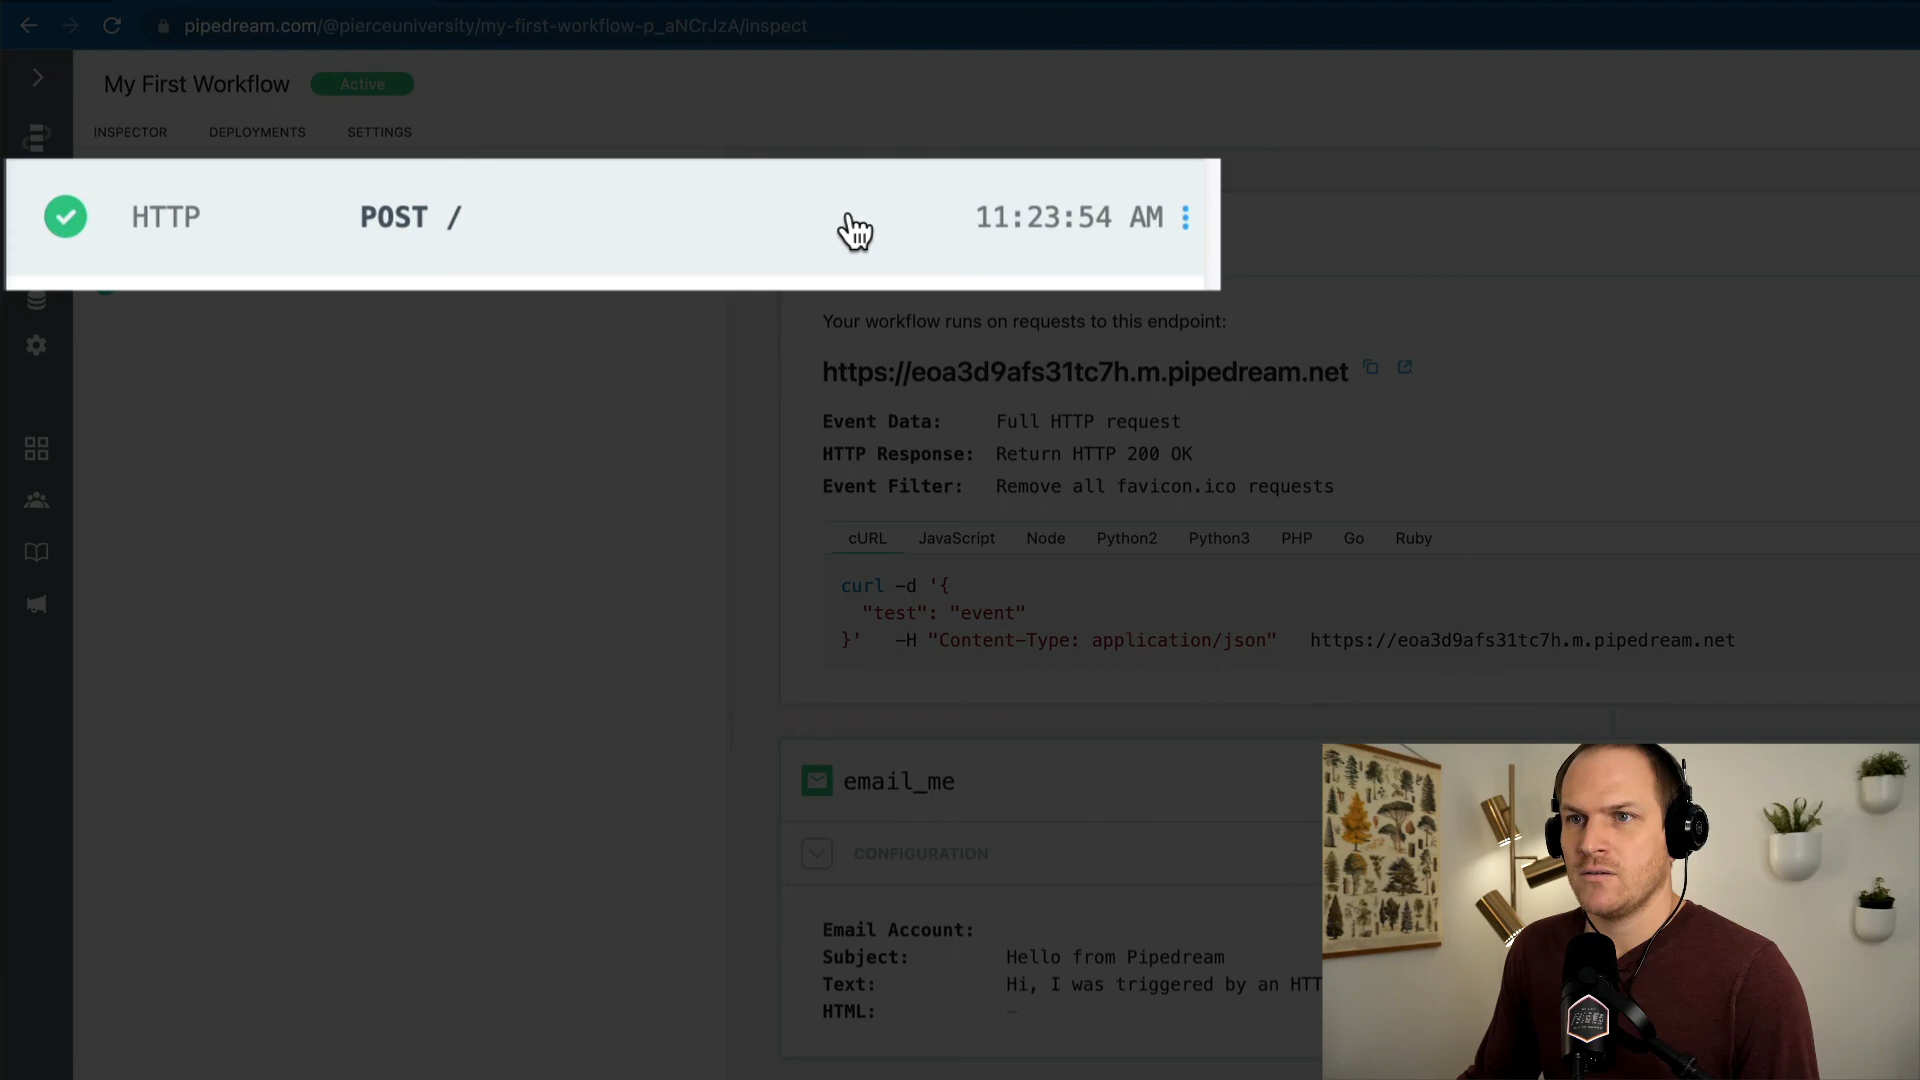 pipedream.com/@pierceuniversity/my-first-workflow-p_aNCrJzA/inspect
My First Workflow Active
INSPECTOR DEPLOYMENTS SETTINGS
HTTP POST / 11:23:54 AM
Your workflow runs on requests to this endpoint:
https://eoa3d9afs31tc7h.m.pipedream.net
Event Data: Full HTTP request
HTTP Response: Return HTTP 200 OK
Event Filter: Remove all favicon.ico requests
cURL JavaScript Node Python2 Python3 PHP Go Ruby
curl -d '{
"test": "event"
}' -H "Content-Type: application/json" https://eoa3d9afs31tc7h.m.pipedream.net
email_me
CONFIGURATION
Email Account:
Subject: Hello from Pipedream
Text: Hi, I was triggered by an HTT
HTML: –